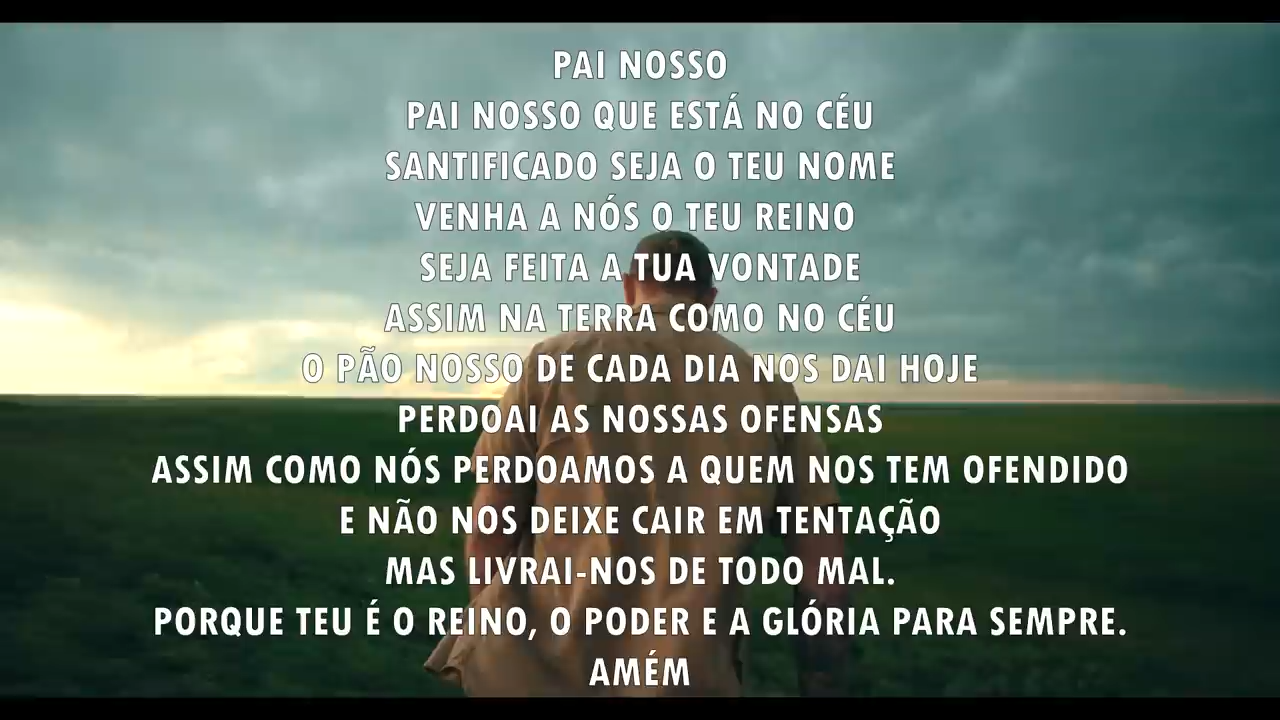 PAI NOSSO
PAI NOSSO QUE ESTÁ NO CÉU
SANTIFICADO SEJA O TEU NOME
VENHA A NÓS O TEU REINO
SEJA FEITA A TUA VONTADE
ASSIM NA TERRA COMO NO CÉU
O PÃO NOSSO DE CADA DIA NOS DAI HOJE
PERDOAI AS NOSSAS OFENSAS
ASSIM COMO NÓS PERDOAMOS A QUEM NOS TEM OFENDIDO
E NÃO NOS DEIXE CAIR EM TENTAÇÃO
MAS LIVRAI-NOS DE TODO MAL.
PORQUE TEU É O REINO, O PODER E A GLÓRIA PARA SEMPRE.
AMÉM